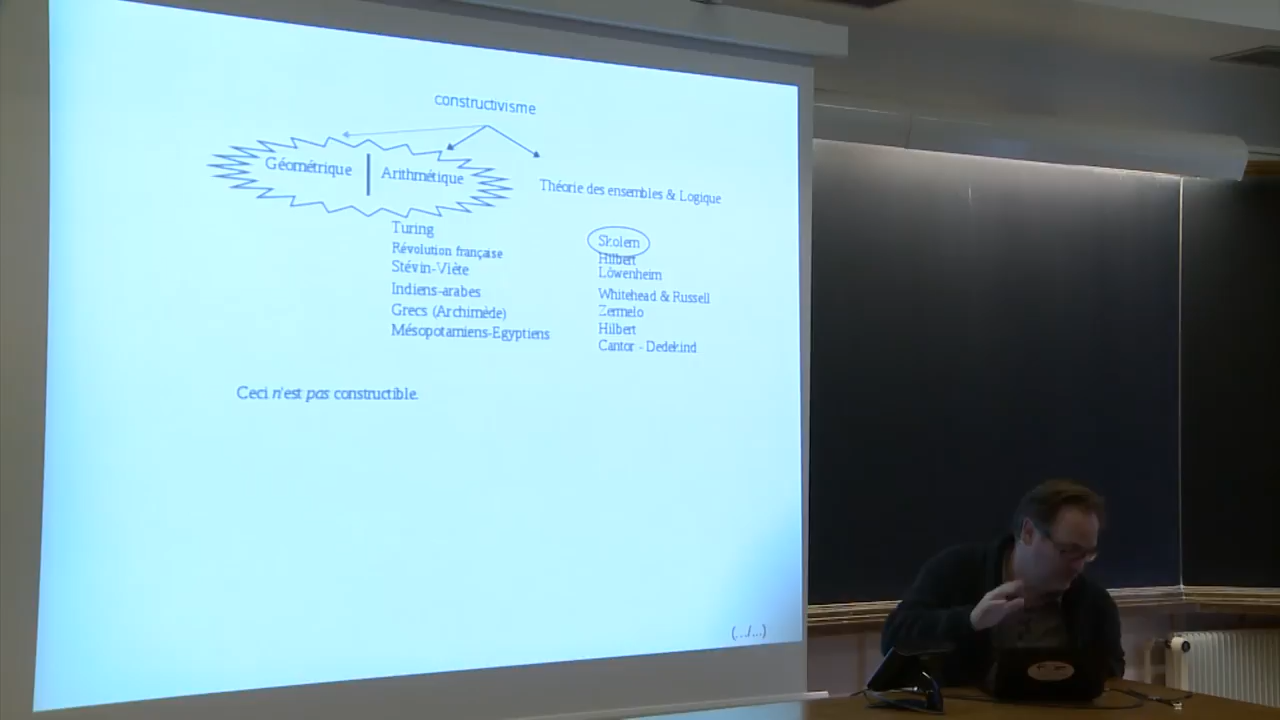 constructivisme
Géométrique | Arithmétique
Théorie des ensembles & Logique
Turing
Révolution française
Stévin-Viète
Indiens-arabes
Grecs (Archimède)
Mésopotamiens-Egyptiens
Skolem
Hilbert
Löwenheim
Whitehead & Russell
Zermelo
Hilbert
Cantor - Dedekind
Ceci n'est pas constructible.
(.../...)